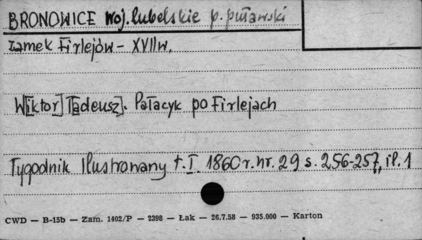 BRONOWICE woj. lubelskie p. puławski
zamek Firlejów - XVII w.
W[iktor] T[adeusz]. Pałacyk po Firlejach
Tygodnik Ilustrowany t. I. 1860 r. nr. 29 s. 256-257, il. 1
CWD — B-15b — Zam. 1402/P — 2398 — Łak — 26.7.58 — 935.000 — Karton